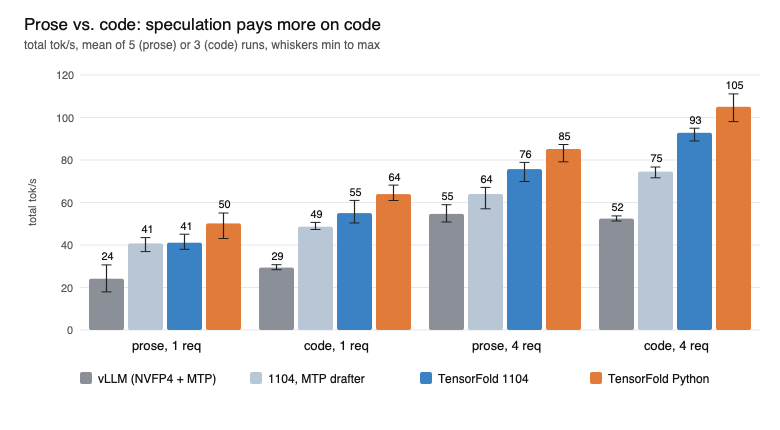 Prose vs. code: speculation pays more on code
total tok/s, mean of 5 (prose) or 3 (code) runs, whiskers min to max
total tok/s
120
100
80
60
40
20
0
24
41
41
50
29
49
55
64
55
64
76
85
52
75
93
105
prose, 1 req
code, 1 req
prose, 4 req
code, 4 req
vLLM (NVFP4 + MTP)
1104, MTP drafter
TensorFold 1104
TensorFold Python